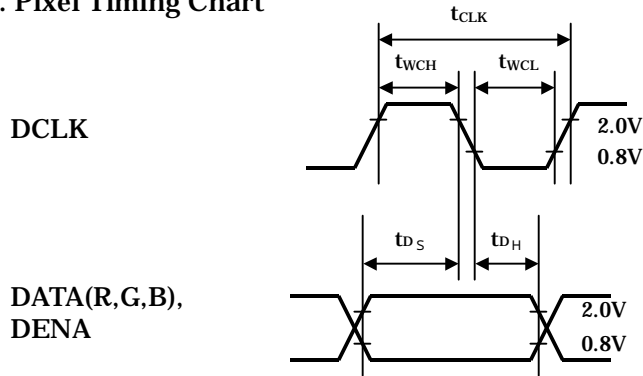 . Pixel Timing Chart
tCLK
tWCH tWCL
DCLK
2.0V
0.8V
tDS tDH
DATA(R,G,B),
DENA
2.0V
0.8V